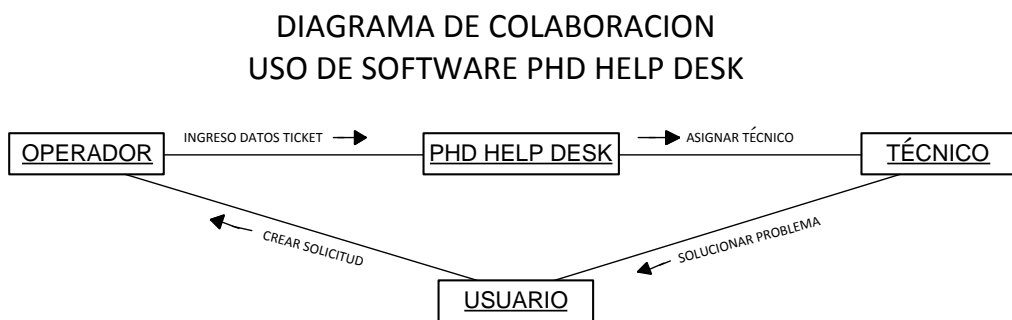 DIAGRAMA DE COLABORACION
USO DE SOFTWARE PHD HELP DESK
INGRESO DATOS TICKET
ASIGNAR TÉCNICO
OPERADOR
PHD HELP DESK
TÉCNICO
CREAR SOLICITUD
SOLUCIONAR PROBLEMA
USUARIO